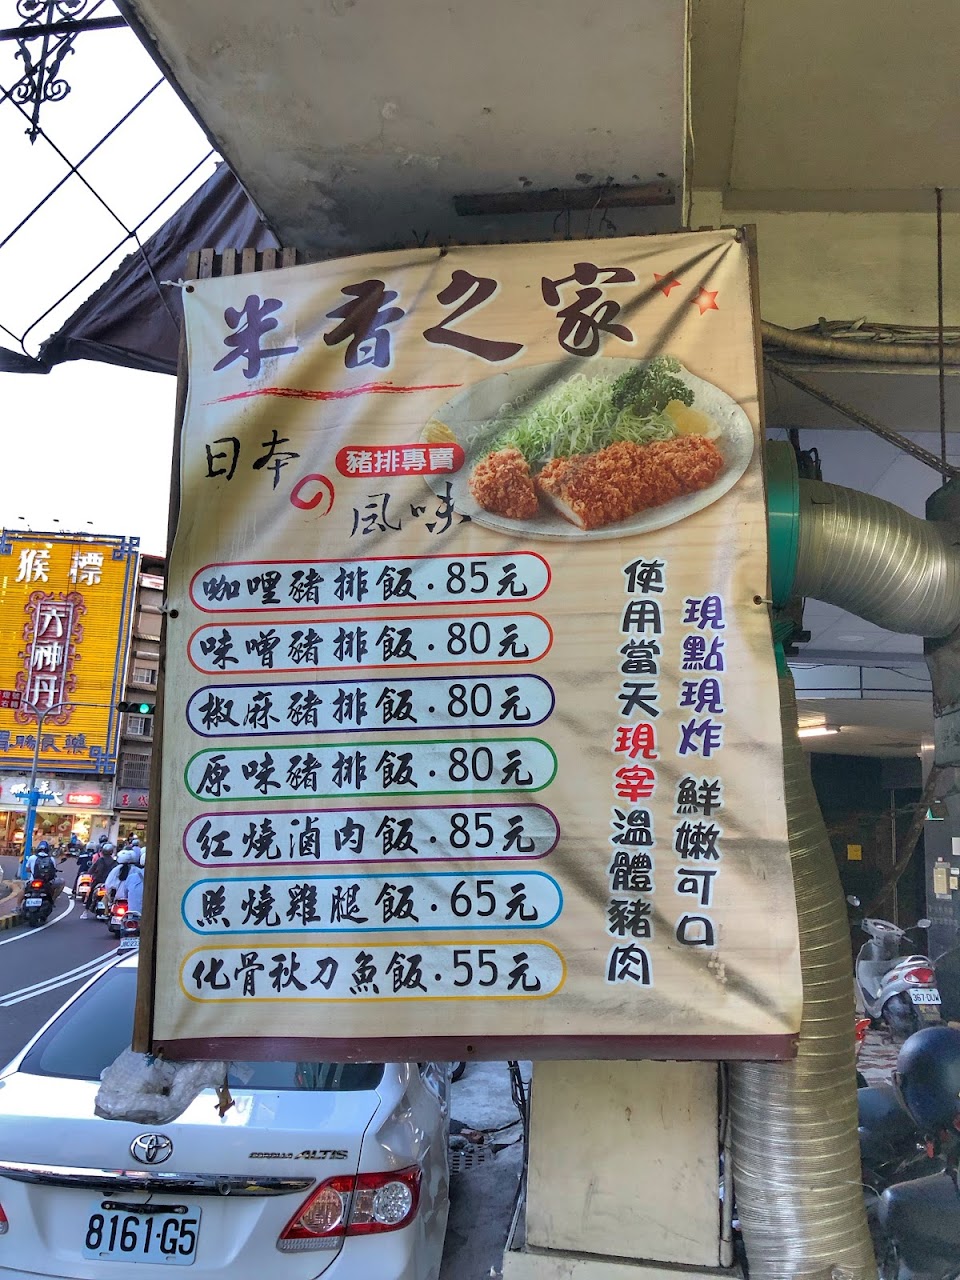 米香之家
日本の風味
豬排專賣
咖哩豬排飯．85元
味噌豬排飯．80元
椒麻豬排飯．80元
原味豬排飯．80元
紅燒滷肉飯．85元
照燒雞腿飯．65元
化骨秋刀魚飯．55元
現點現炸 鮮嫩可口
使用當天現宰溫體豬肉
猴標
六神丹
COROLLA ALTIS
8161-G5
367-DUW